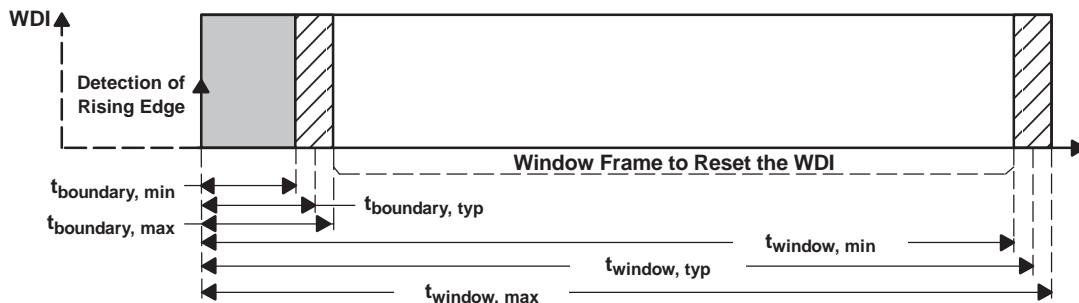 WDI
Detection of
Rising Edge
Window Frame to Reset the WDI
tboundary, min
tboundary, typ
tboundary, max
twindow, min
twindow, typ
twindow, max